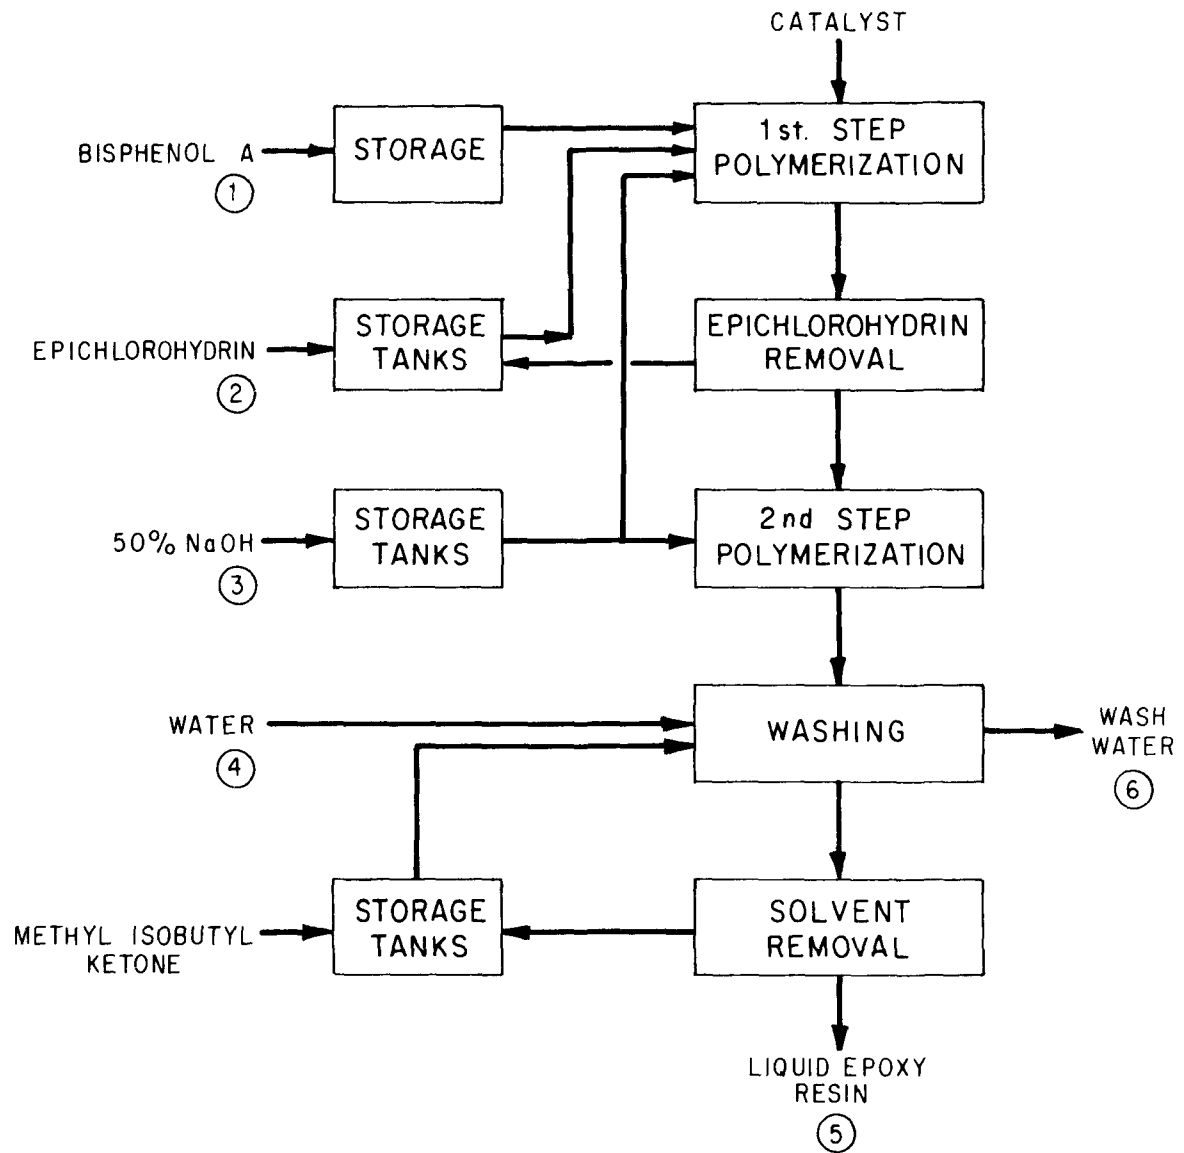 CATALYST
BISPHENOL A
1
STORAGE
1st. STEP
POLYMERIZATION
EPICHLOROHYDRIN
2
STORAGE
TANKS
EPICHLOROHYDRIN
REMOVAL
50% NaOH
3
STORAGE
TANKS
2nd STEP
POLYMERIZATION
WATER
4
WASHING
WASH
WATER
6
METHYL ISOBUTYL
KETONE
STORAGE
TANKS
SOLVENT
REMOVAL
LIQUID EPOXY
RESIN
5